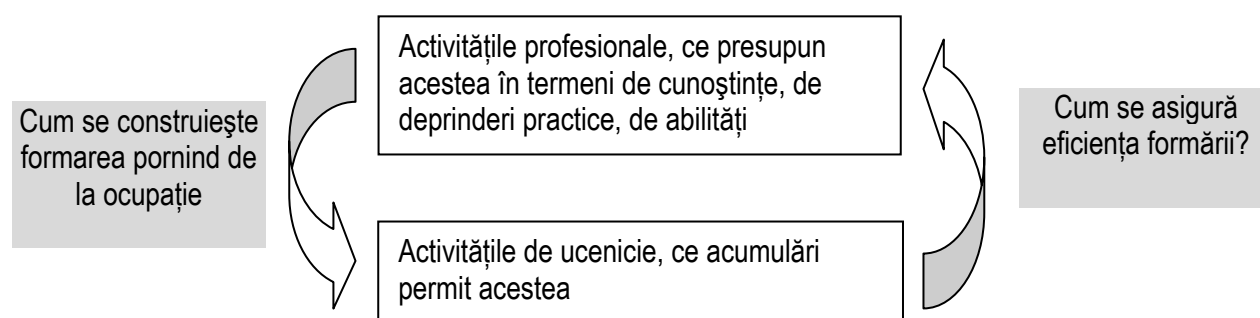 Cum se construieşte
formarea pornind de
la ocupație
Activitățile profesionale, ce presupun
acestea în termeni de cunoştințe, de
deprinderi practice, de abilități
Activitățile de ucenicie, ce acumulări
permit acestea
Cum se asigură
eficiența formării?